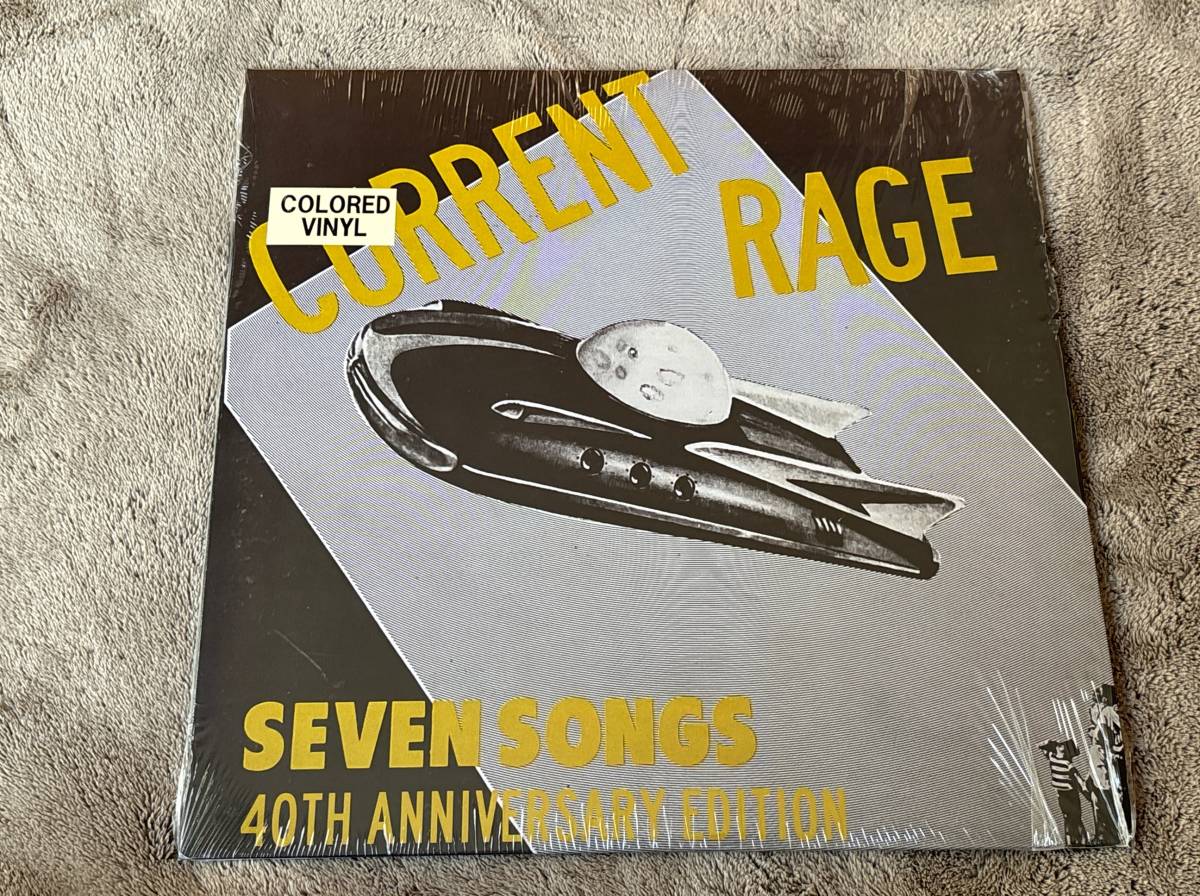 CURRENT
RAGE
COLORED
VINYL
SEVEN SONGS
40TH ANNIVERSARY EDITION